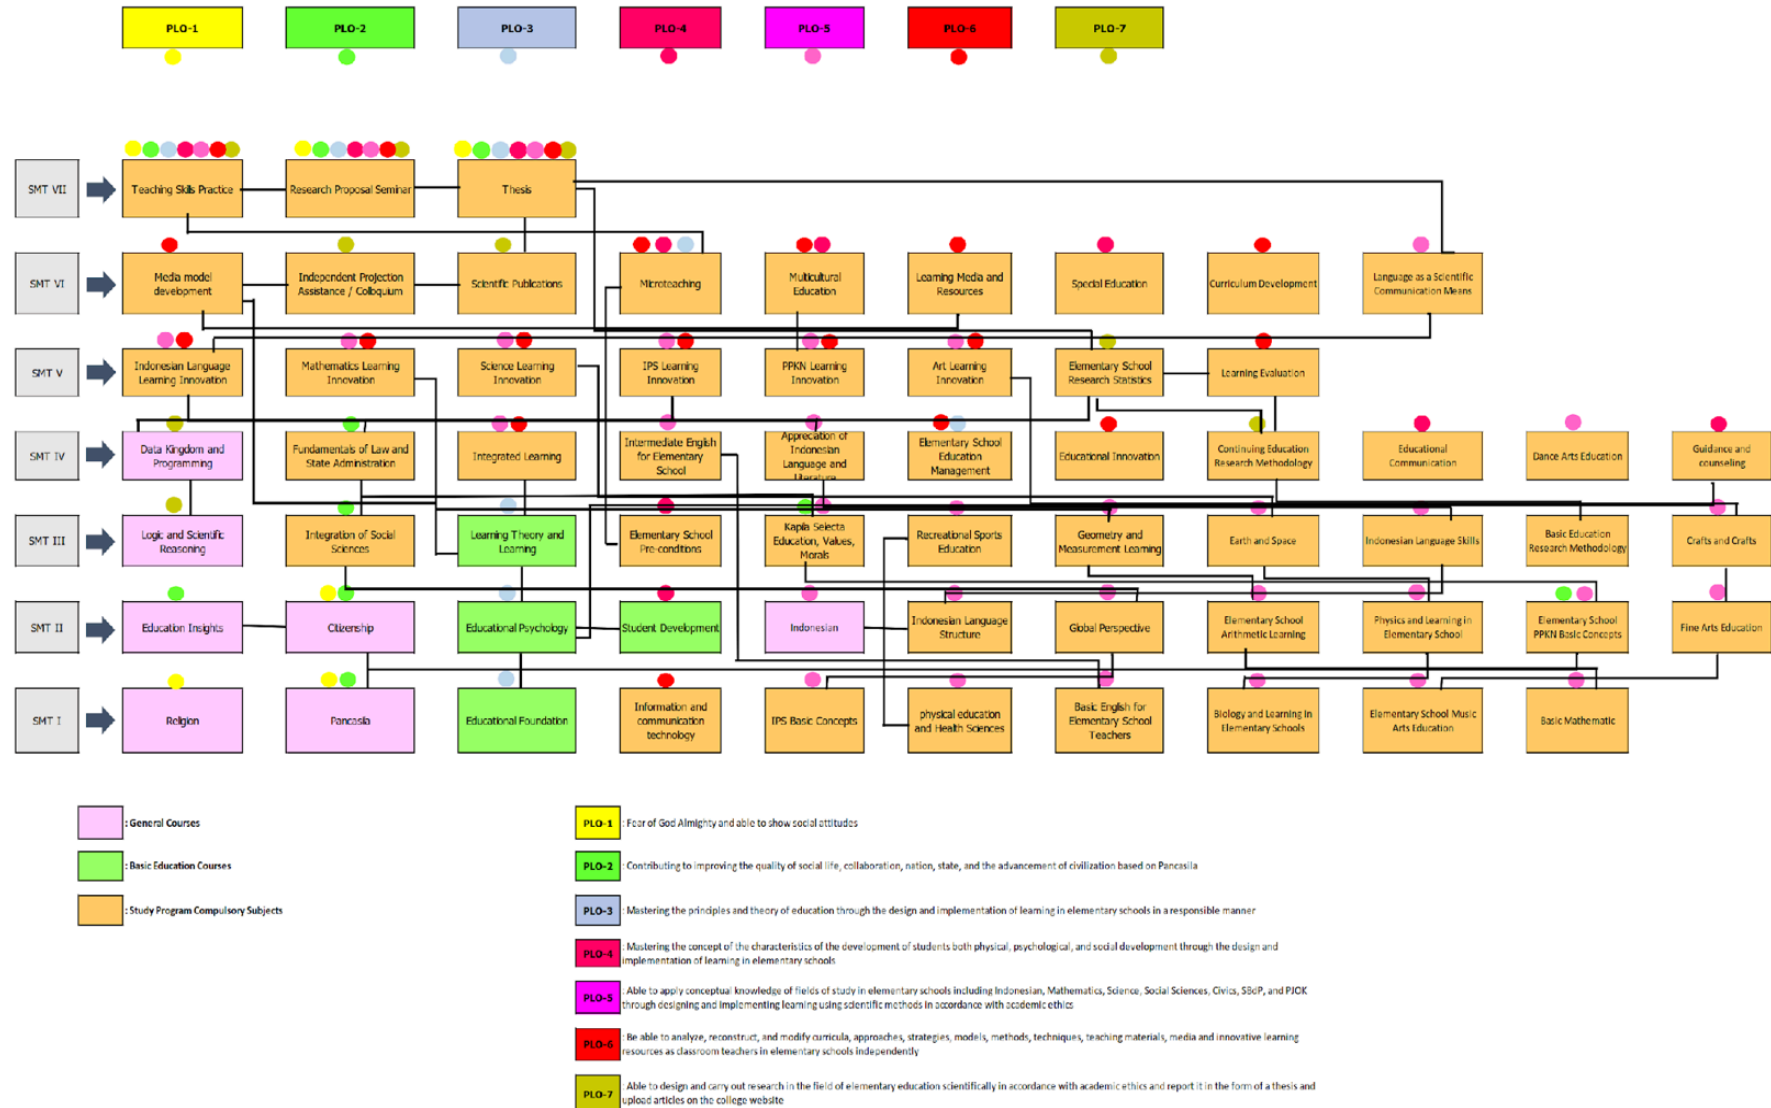 PLO-1
PLO-2
PLO-3
PLO-4
PLO-5
PLO-6
PLO-7
SMT VII
Teaching Skills Practice
Research Proposal Seminar
Thesis
SMT VI
Media model
development
Independent Projection
Assistance / Colloquium
Scientific Publications
Microteaching
Multicultural
Education
Learning Media and
Resources
Special Education
Curriculum Development
Language as a Scientific
Communication Means
SMT V
Indonesian Language
Learning Innovation
Mathematics Learning
Innovation
Science Learning
Innovation
IPS Learning
Innovation
PPKN Learning
Innovation
Art Learning
Innovation
Elementary School
Research Statistics
Learning Evaluation
SMT IV
Data Kingdom and
Programming
Fundamentals of Law and
State Administration
Integrated Learning
Intermediate English
for Elementary
School
Appreciation of
Indonesian
Language and
Literature
Elementary School
Education
Management
Educational Innovation
Continuing Education
Research Methodology
Educational
Communication
Dance Arts Education
Guidance and
counseling
SMT III
Logic and Scientific
Reasoning
Integration of Social
Sciences
Learning Theory and
Learning
Elementary School
Pre-conditions
Kapila Selecta
Education, Values,
Morals
Recreational Sports
Education
Geometry and
Measurement Learning
Earth and Space
Indonesian Language Skills
Basic Education
Research Methodology
Crafts and Crafts
SMT II
Education Insights
Citizenship
Educational Psychology
Student Development
Indonesian
Indonesian Language
Structure
Global Perspective
Elementary School
Arithmetic Learning
Physics and Learning in
Elementary School
Elementary School
PPKN Basic Concepts
Fine Arts Education
SMT I
Religion
Pancasla
Educational Foundation
Information and
communication
technology
IPS Basic Concepts
physical education
and Health Sciences
Basic English for
Elementary School
Teachers
Biology and Learning in
Elementary Schools
Elementary School Music
Arts Education
Basic Mathematic
: General Courses
: Basic Education Courses
: Study Program Compulsory Subjects
PLO-1 : Fear of God Almighty and able to show social attitudes
PLO-2 : Contributing to improving the quality of social life, collaboration, nation, state, and the advancement of civilization based on Pancasila
PLO-3 : Mastering the principles and theory of education through the design and implementation of learning in elementary schools in a responsible manner
PLO-4 : Mastering the concept of the characteristics of the development of students both physical, psychological, and social development through the design and
implementation of learning in elementary schools
PLO-5 : Able to apply conceptual knowledge of fields of study in elementary schools including Indonesian, Mathematics, Science, Social Sciences, Civics, SBdP, and PJOK
through designing and implementing learning using scientific methods in accordance with academic ethics
PLO-6 : Be able to analyze, reconstruct, and modify curricula, approaches, strategies, models, methods, techniques, teaching materials, media and innovative learning
resources as classroom teachers in elementary schools independently
PLO-7 : Able to design and carry out research in the field of elementary education scientifically in accordance with academic ethics and report it in the form of a thesis and
upload articles on the college website